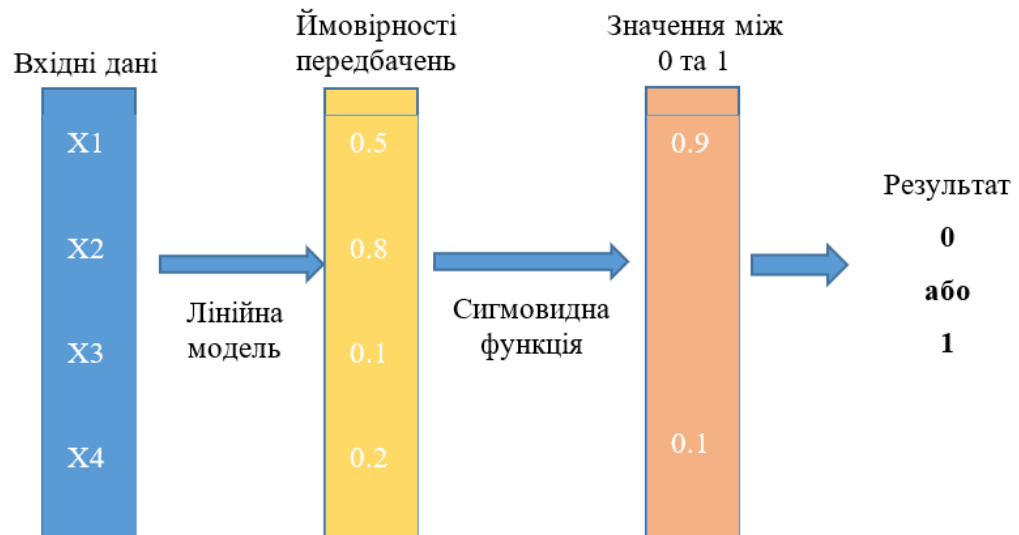 Вхідні дані
X1
X2
X3
X4
Лінійна
модель
Ймовірності
передбачень
0.5
0.8
0.1
0.2
Сигмовидна
функція
Значення між
0 та 1
0.9
0.1
Результат
0
або
1